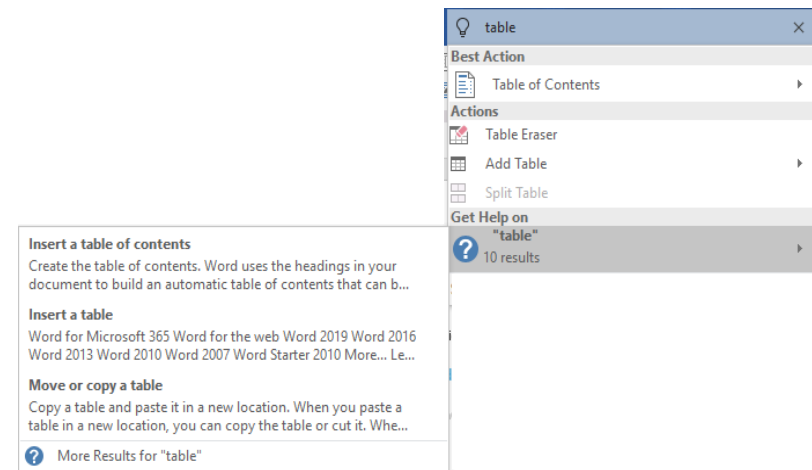 table
Best Action
Table of Contents
Actions
Table Eraser
Add Table
Split Table
Get Help on
"table"
10 results
Insert a table of contents
Create the table of contents. Word uses the headings in your
document to build an automatic table of contents that can b...
Insert a table
Word for Microsoft 365 Word for the web Word 2019 Word 2016
Word 2013 Word 2010 Word 2007 Word Starter 2010 More... Le...
Move or copy a table
Copy a table and paste it in a new location. When you paste a
table in a new location, you can copy the table or cut it. Whe...
More Results for "table"